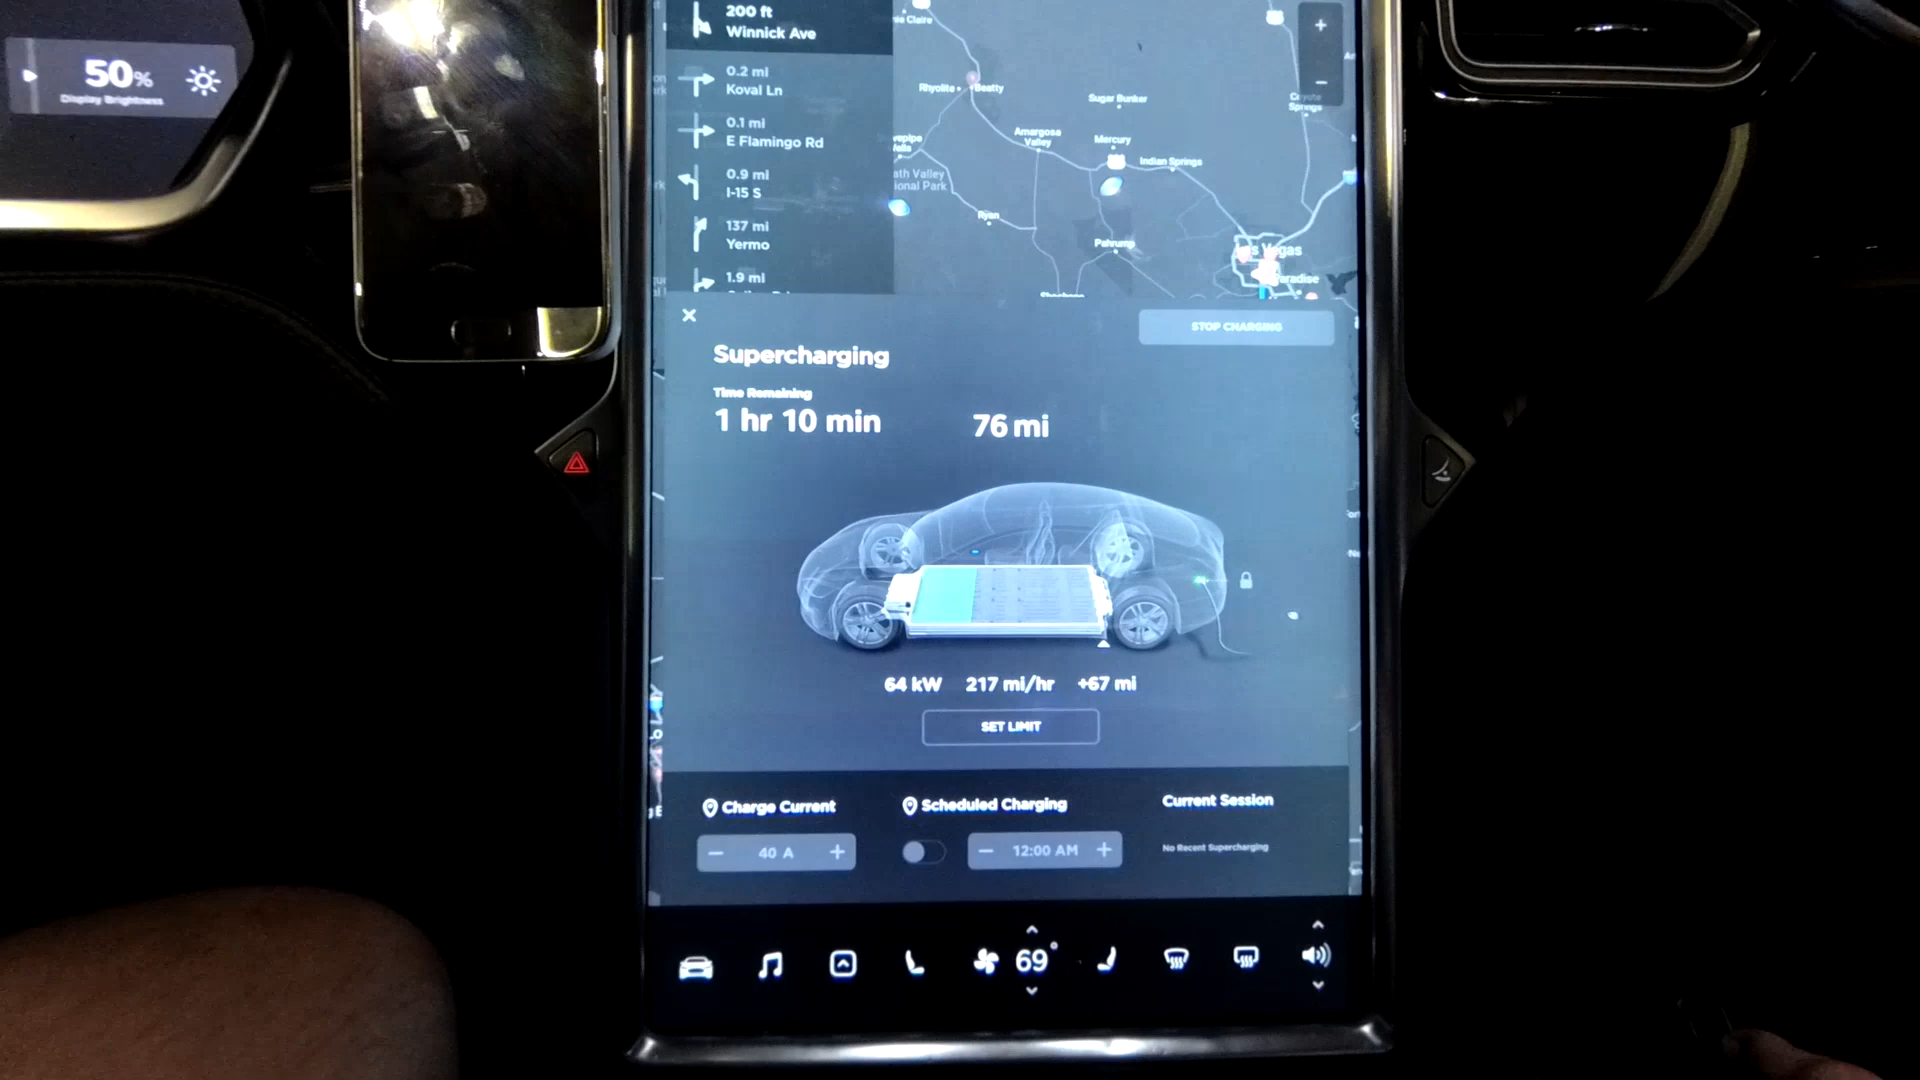 50%
Display Brightness
200 ft
Winnick Ave
0.2 mi
Koval Ln
0.1 mi
E Flamingo Rd
0.9 mi
I-15 S
137 mi
Yermo
1.9 mi
Rhyolite
Beatty
Sugar Bunker
Coyote
Springs
Amargosa
Valley
Mercury
Indian Springs
ath Valley
ional Park
Ryan
Pahrump
Las Vegas
Paradise
+
−
×
STOP CHARGING
Supercharging
Time Remaining
1 hr 10 min
76 mi
64 kW 217 mi/hr +67 mi
SET LIMIT
Charge Current
− 40 A +
Scheduled Charging
− 12:00 AM +
Current Session
No Recent Supercharging
69°